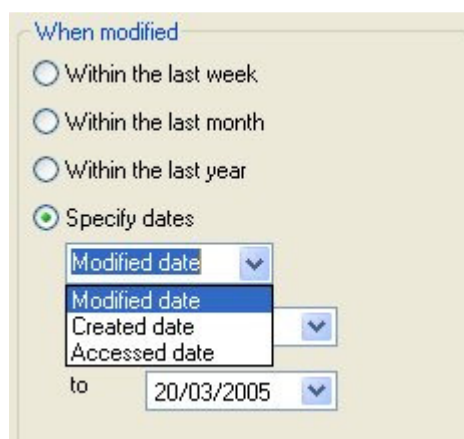 When modified
Within the last week
Within the last month
Within the last year
Specify dates
Modified date
Modified date
Created date
Accessed date
to 20/03/2005